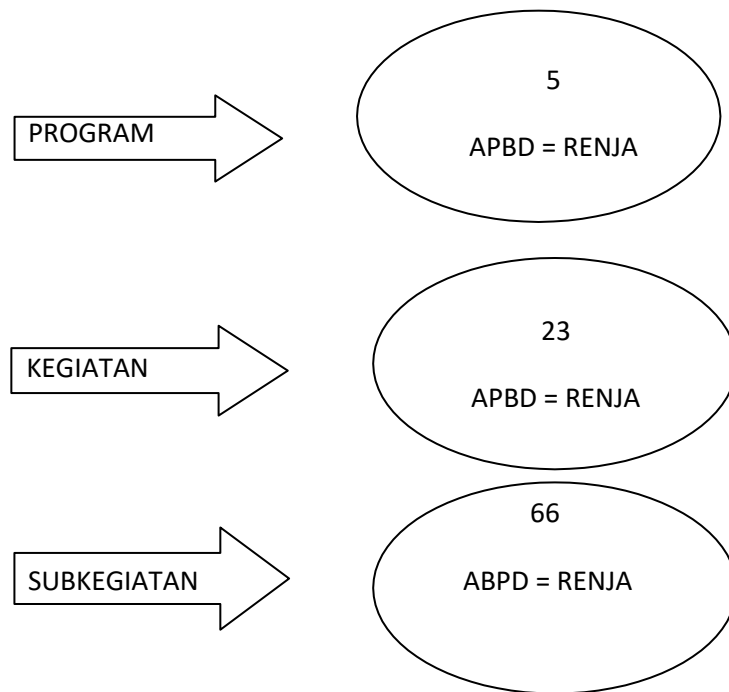 PROGRAM
5
APBD = RENJA
KEGIATAN
23
APBD = RENJA
SUBKEGIATAN
66
ABPD = RENJA